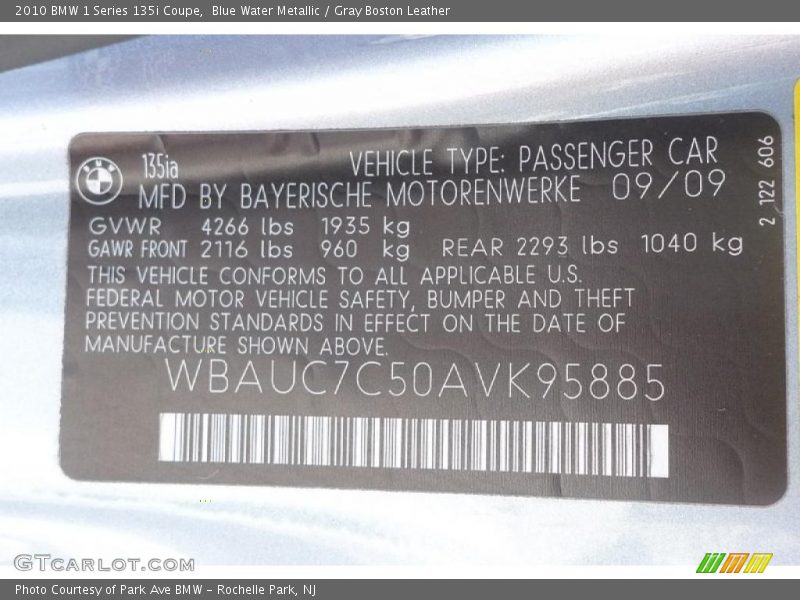 2010 BMW 1 Series 135i Coupe, Blue Water Metallic / Gray Boston Leather
135ia VEHICLE TYPE: PASSENGER CAR
MFD BY BAYERISCHE MOTORENWERKE 09/09
2 122 606
GVWR 4266 lbs 1935 kg
GAWR FRONT 2116 lbs 960 kg REAR 2293 lbs 1040 kg
THIS VEHICLE CONFORMS TO ALL APPLICABLE U.S.
FEDERAL MOTOR VEHICLE SAFETY, BUMPER AND THEFT
PREVENTION STANDARDS IN EFFECT ON THE DATE OF
MANUFACTURE SHOWN ABOVE.
WBAUC7C50AVK95885
GTCARLOT.COM
Photo Courtesy of Park Ave BMW - Rochelle Park, NJ